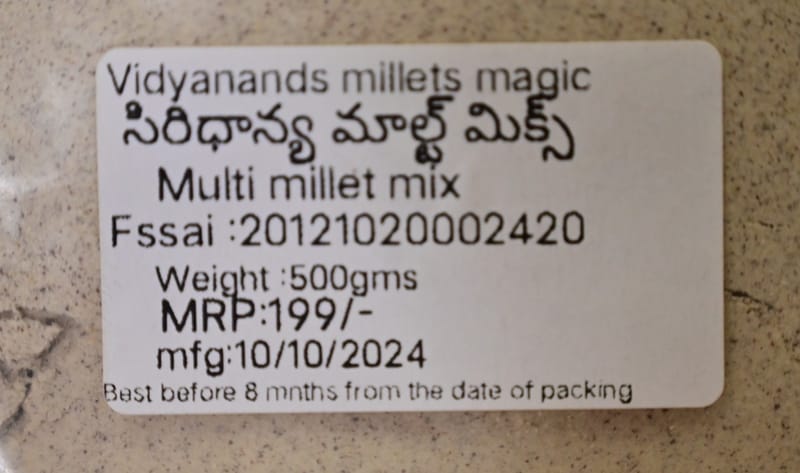 Vidyanands millets magic
సిరిధాన్య మాల్ట్ మిక్స్
Multi millet mix
Fssai :20121020002420
Weight :500gms
MRP:199/-
mfg:10/10/2024
Best before 8 mnths from the date of packing